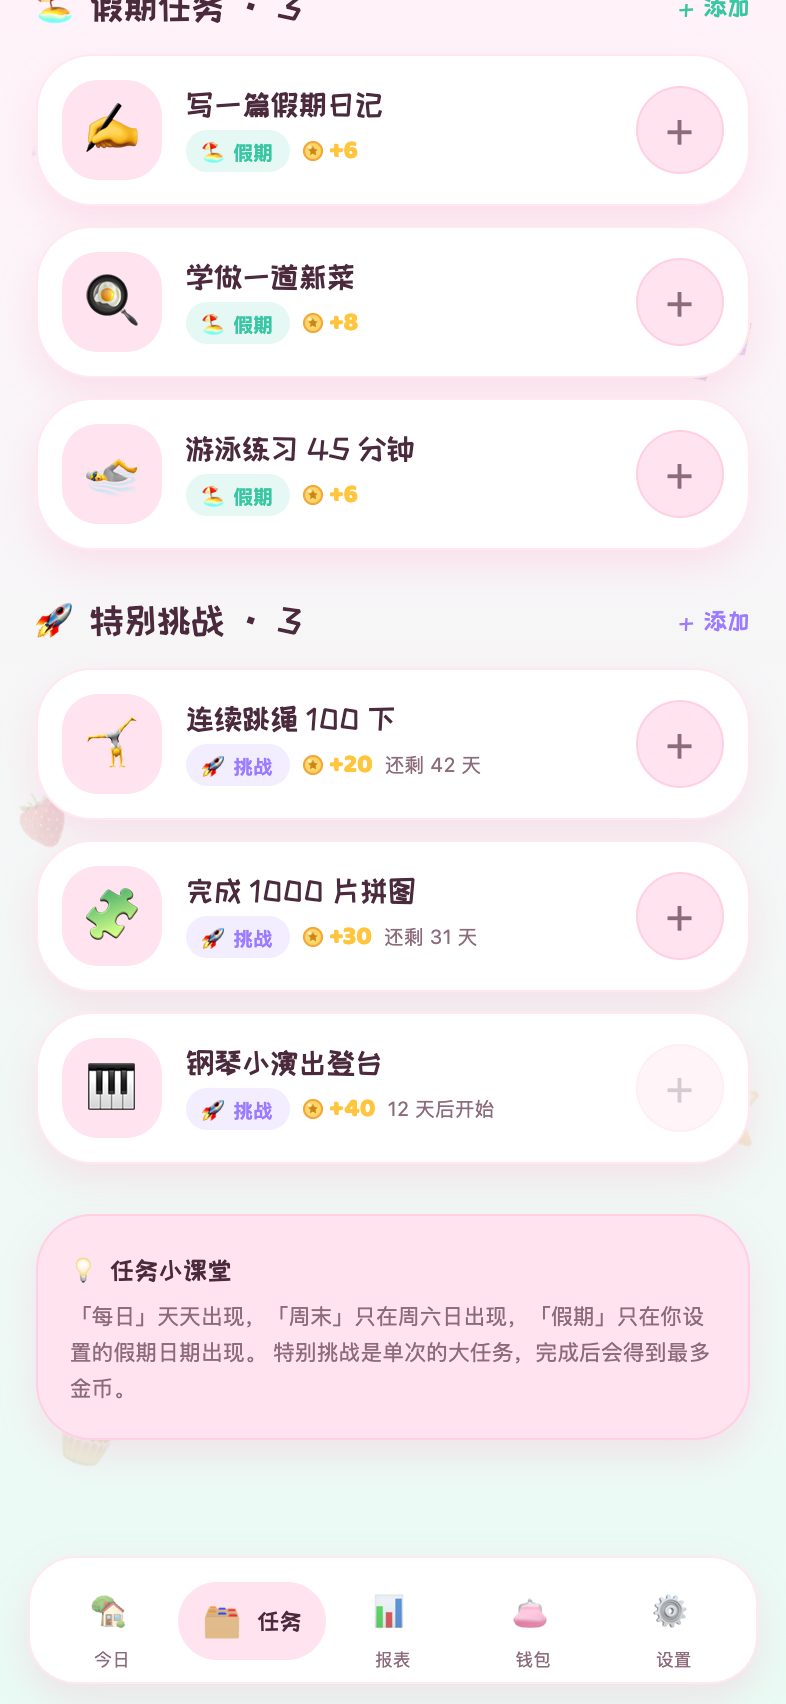 假期任务 · 3
+ 添加
写一篇假期日记
假期 +6
+
学做一道新菜
假期 +8
+
游泳练习 45 分钟
假期 +6
+
特别挑战 · 3
+ 添加
连续跳绳 100 下
挑战 +20 还剩 42 天
+
完成 1000 片拼图
挑战 +30 还剩 31 天
+
钢琴小演出登台
挑战 +40 12 天后开始
+
任务小课堂
「每日」天天出现，「周末」只在周六日出现，「假期」只在你设
置的假期日期出现。 特别挑战是单次的大任务，完成后会得到最多
金币。
今日
任务
报表
钱包
设置